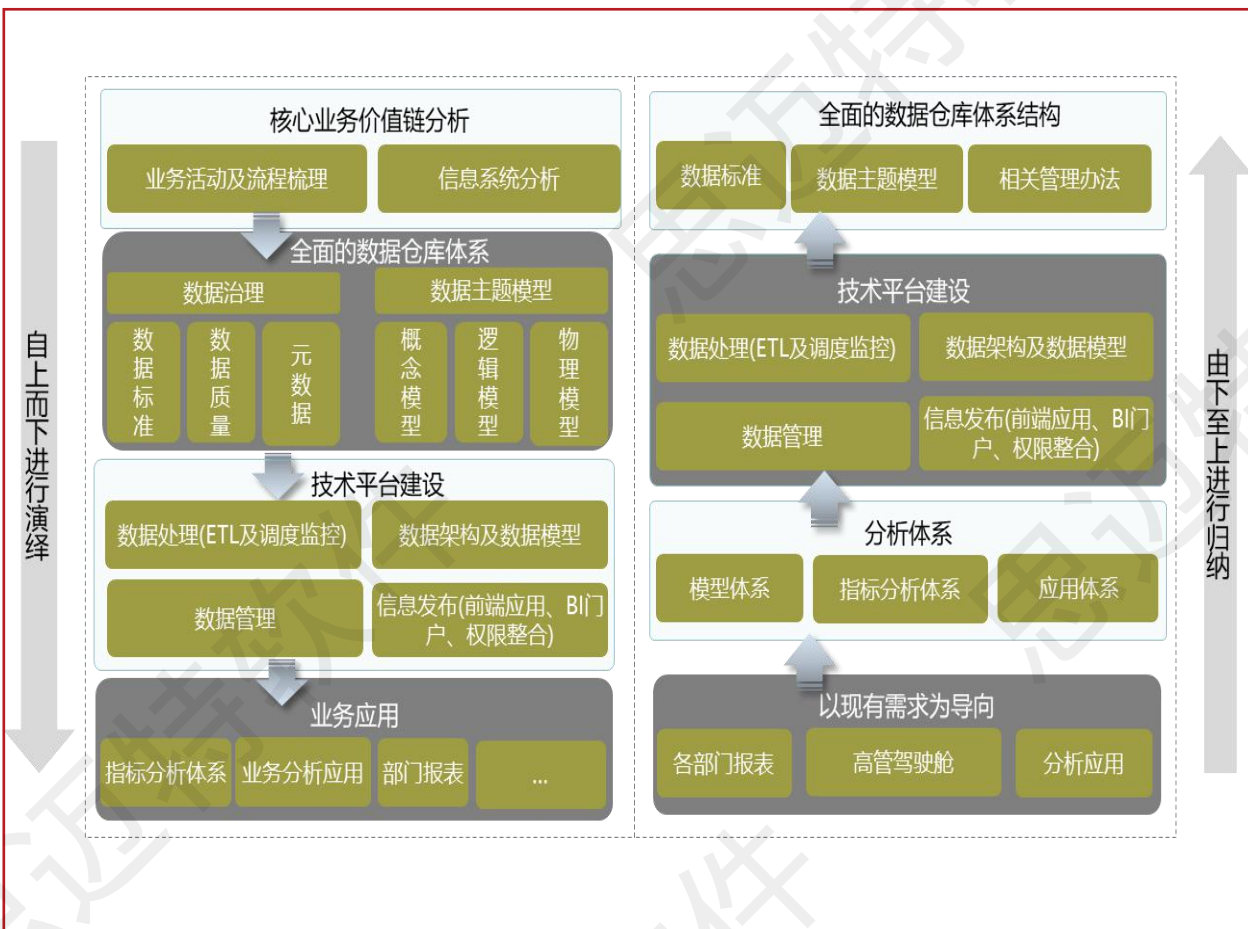 自上而下进行演绎
核心业务价值链分析
业务活动及流程梳理
信息系统分析
全面的数据仓库体系
数据治理
数据主题模型
数据标准
数据质量
元数据
概念模型
逻辑模型
物理模型
技术平台建设
数据处理(ETL及调度监控)
数据架构及数据模型
数据管理
信息发布(前端应用、BI门
户、权限整合)
业务应用
指标分析体系
业务分析应用
部门报表
...
全面的数据仓库体系结构
数据标准
数据主题模型
相关管理办法
技术平台建设
数据处理(ETL及调度监控)
数据架构及数据模型
数据管理
信息发布(前端应用、BI门
户、权限整合)
分析体系
模型体系
指标分析体系
应用体系
以现有需求为导向
各部门报表
高管驾驶舱
分析应用
由下至上进行归纳
思迈特软件
思迈特
思迈特
件